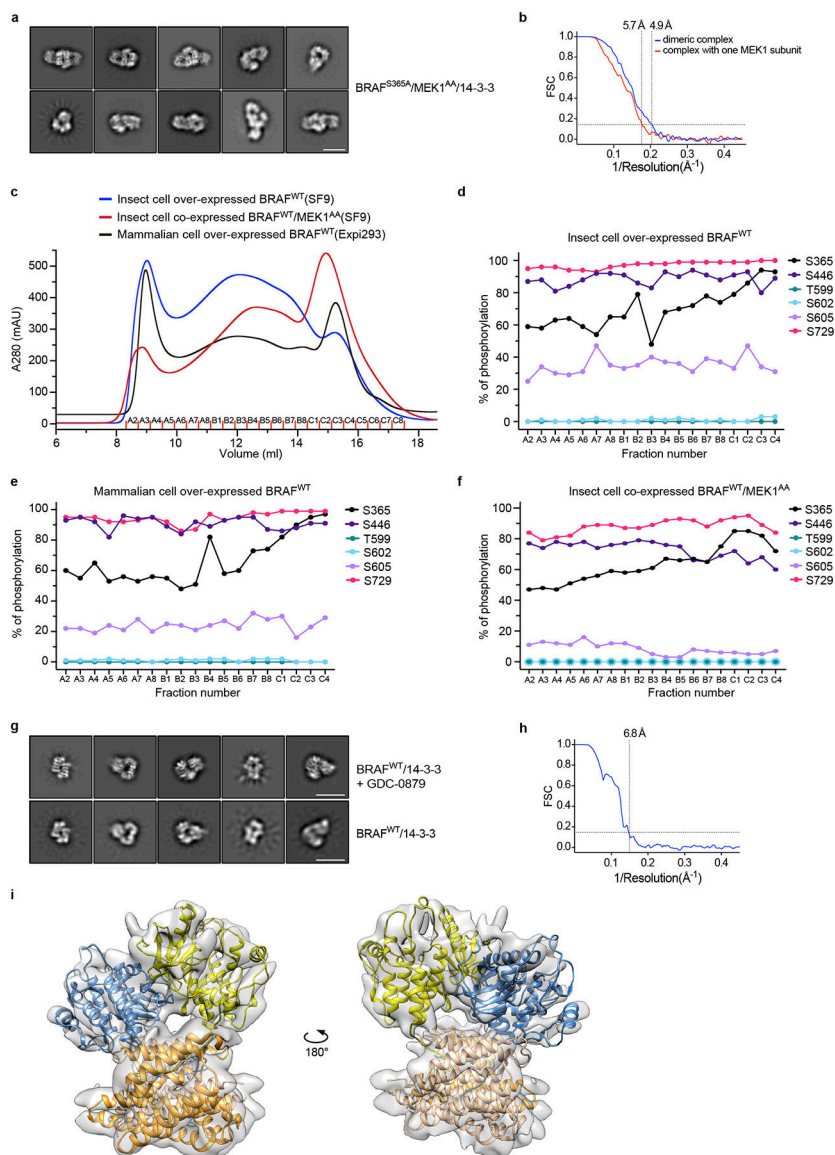 a
BRAF^S365A/MEK1^AA/14-3-3
b
5.7 Å 4.9 Å
dimeric complex
complex with one MEK1 subunit
FSC
1.0
0.8
0.6
0.4
0.2
0.0
0.1 0.2 0.3 0.4
1/Resolution(Å^-1)
c
Insect cell over-expressed BRAF^WT(SF9)
Insect cell co-expressed BRAF^WT/MEK1^AA(SF9)
Mammalian cell over-expressed BRAF^WT(Expi293)
A280 (mAU)
500
400
300
200
100
0
A2 A3 A4 A5 A6 A7 A8 B1 B2 B3 B4 B5 B6 B7 B8 C1 C2 C3 C4 C5 C6 C7 C8
6 8 10 12 14 16 18
Volume (ml)
d
Insect cell over-expressed BRAF^WT
% of phosphorylation
100
80
60
40
20
0
S365
S446
T599
S602
S605
S729
A2 A3 A4 A5 A6 A7 A8 B1 B2 B3 B4 B5 B6 B7 B8 C1 C2 C3 C4
Fraction number
e
Mammalian cell over-expressed BRAF^WT
% of phosphorylation
100
80
60
40
20
0
S365
S446
T599
S602
S605
S729
A2 A3 A4 A5 A6 A7 A8 B1 B2 B3 B4 B5 B6 B7 B8 C1 C2 C3 C4
Fraction number
f
Insect cell co-expressed BRAF^WT/MEK1^AA
% of phosphorylation
100
80
60
40
20
0
S365
S446
T599
S602
S605
S729
A2 A3 A4 A5 A6 A7 A8 B1 B2 B3 B4 B5 B6 B7 B8 C1 C2 C3 C4
Fraction number
g
BRAF^WT/14-3-3
+ GDC-0879
BRAF^WT/14-3-3
h
6.8 Å
FSC
1.0
0.8
0.6
0.4
0.2
0.0
0.1 0.2 0.3 0.4
1/Resolution(Å^-1)
i
180°